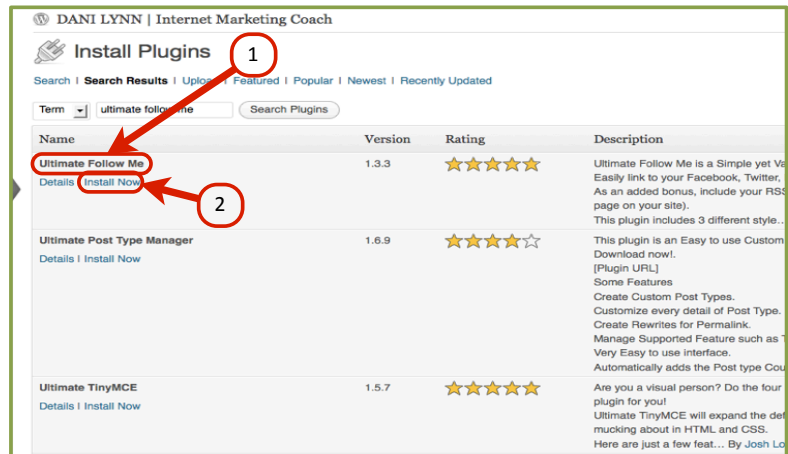 DANI LYNN | Internet Marketing Coach
Install Plugins
1
Search | Search Results | Upload | Featured | Popular | Newest | Recently Updated
Term ultimate follow me Search Plugins
Name Version Rating Description
Ultimate Follow Me 1.3.3 Ultimate Follow Me is a Simple yet
Details | Install Now Easily link to your Facebook, Twitter,
As an added bonus, include your RSS
page on your site).
2
This plugin includes 3 different style...
Ultimate Post Type Manager 1.6.9 This plugin is an Easy to use Custom
Details | Install Now Download now!.
[Plugin URL]
Some Features
Create Custom Post Types.
Customize every detail of Post Type.
Create Rewrites for Permalink.
Manage Supported Feature such as
Very Easy to use interface.
Automatically adds the Post type
Ultimate TinyMCE 1.5.7 Are you a visual person? Do the four
Details | Install Now plugin for you!
Ultimate TinyMCE will expand the
mucking about in HTML and CSS.
Here are just a few feat... By Josh